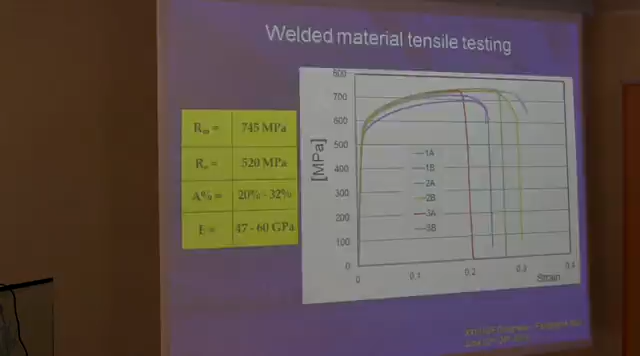 Welded material tensile testing
Rm = 745 MPa
520 MPa
A% = 20% - 32%
E = 47 - 60 GPa
[MPa]
800
700
600
500
400
300
200
100
0
1A
1B
2A
2B
3A
3B
0 0.1 0.2 0.3 0.4
Strain